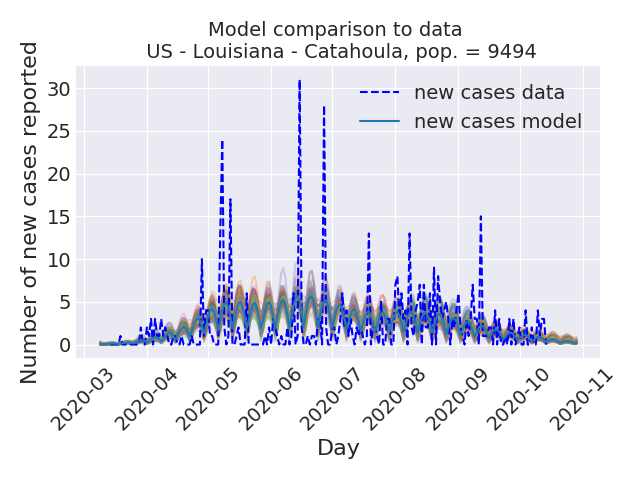 Model comparison to data
US - Louisiana - Catahoula, pop. = 9494
Number of new cases reported
30
25
20
15
10
5
0
new cases data
new cases model
2020-03
2020-04
2020-05
2020-06
2020-07
2020-08
2020-09
2020-10
2020-11
Day